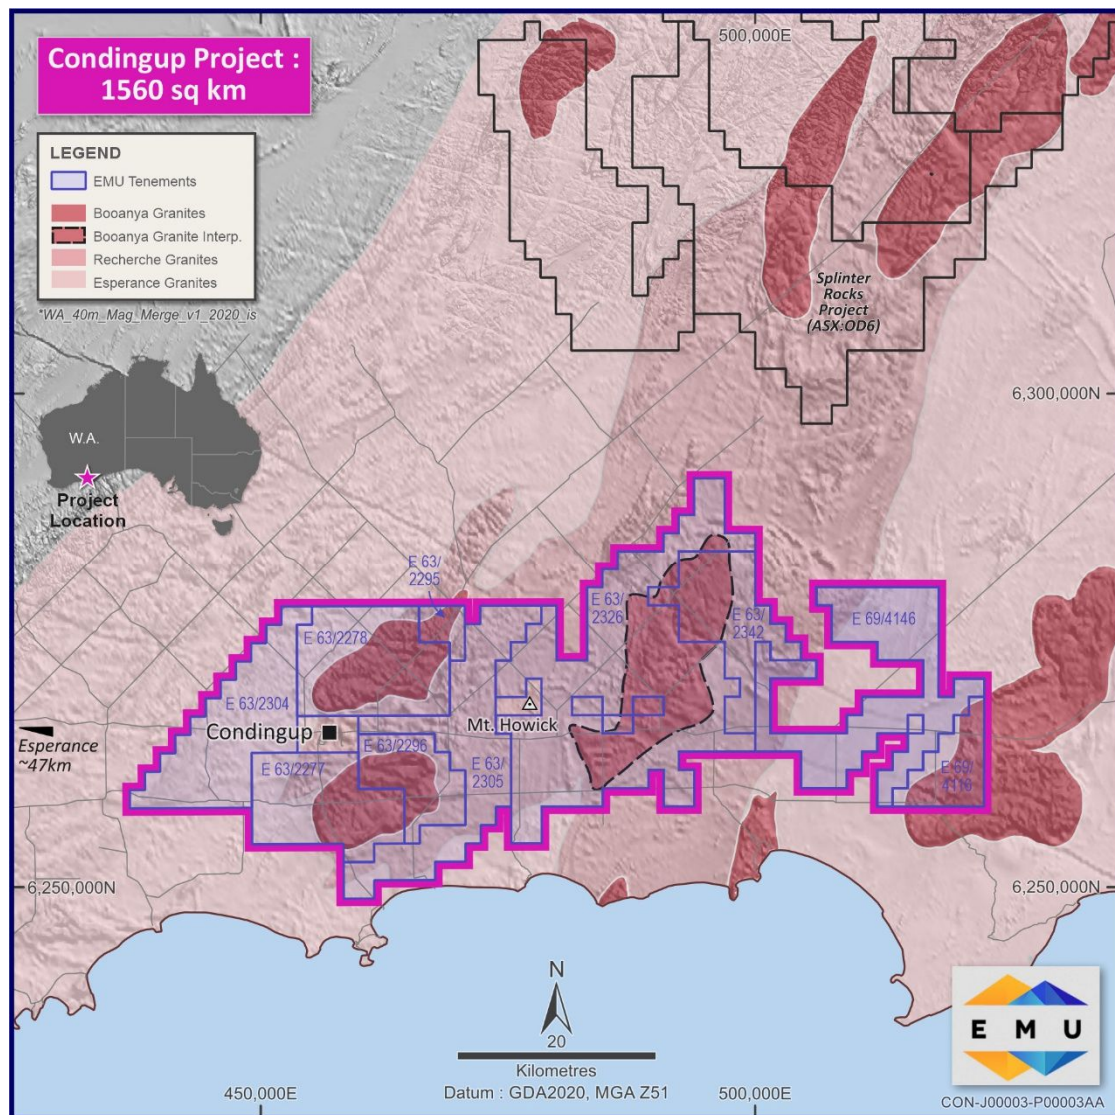 Condingup Project :
1560 sq km
500,000E
LEGEND
EMU Tenements
Booanya Granites
Booanya Granite Interp.
Recherche Granites
Esperance Granites
*WA_40m_Mag_Merge_v1_2020_is
Splinter
Rocks
Project
(ASX:OD6)
6,300,000N
W.A.
Project
Location
E 63/
2295
E 63/
2326
E 63/
2342
E 69/4146
E 63/2278
E 63/2304
Condingup
Mt. Howick
Esperance
~47km
E 63/2296
E 63/2277
E 63/
2305
E 69/
4116
6,250,000N
6,250,000N
N
20
Kilometres
Datum : GDA2020, MGA Z51
450,000E
500,000E
E M U
CON-J00003-P00003AA